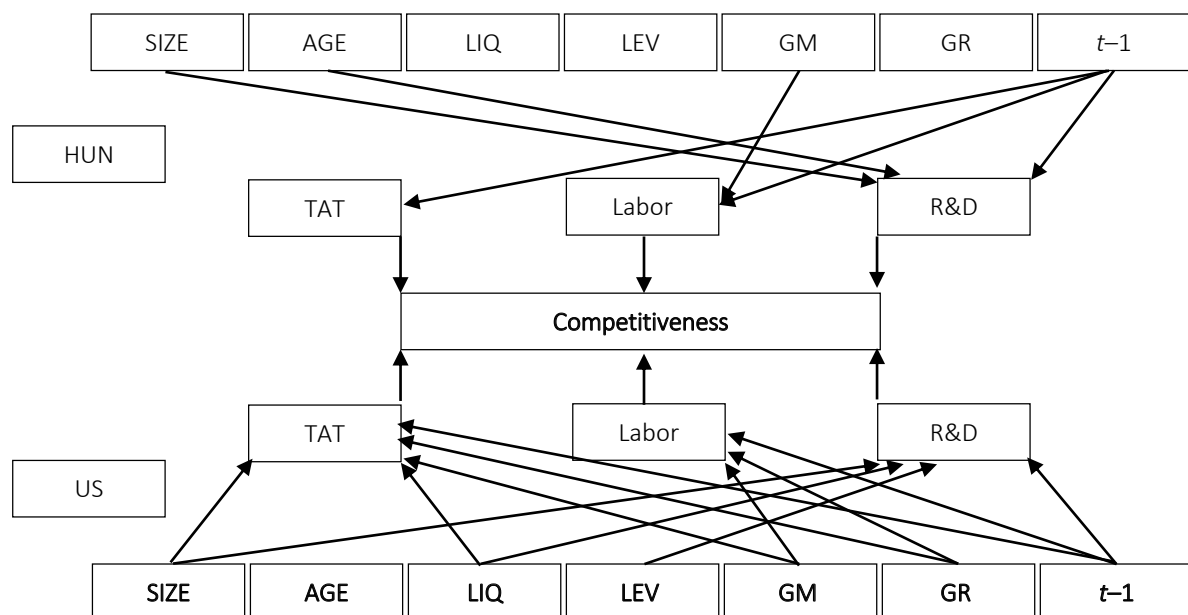 SIZE AGE LIQ LEV GM GR t–1
HUN
TAT Labor R&D
Competitiveness
TAT Labor R&D
US
SIZE AGE LIQ LEV GM GR t–1